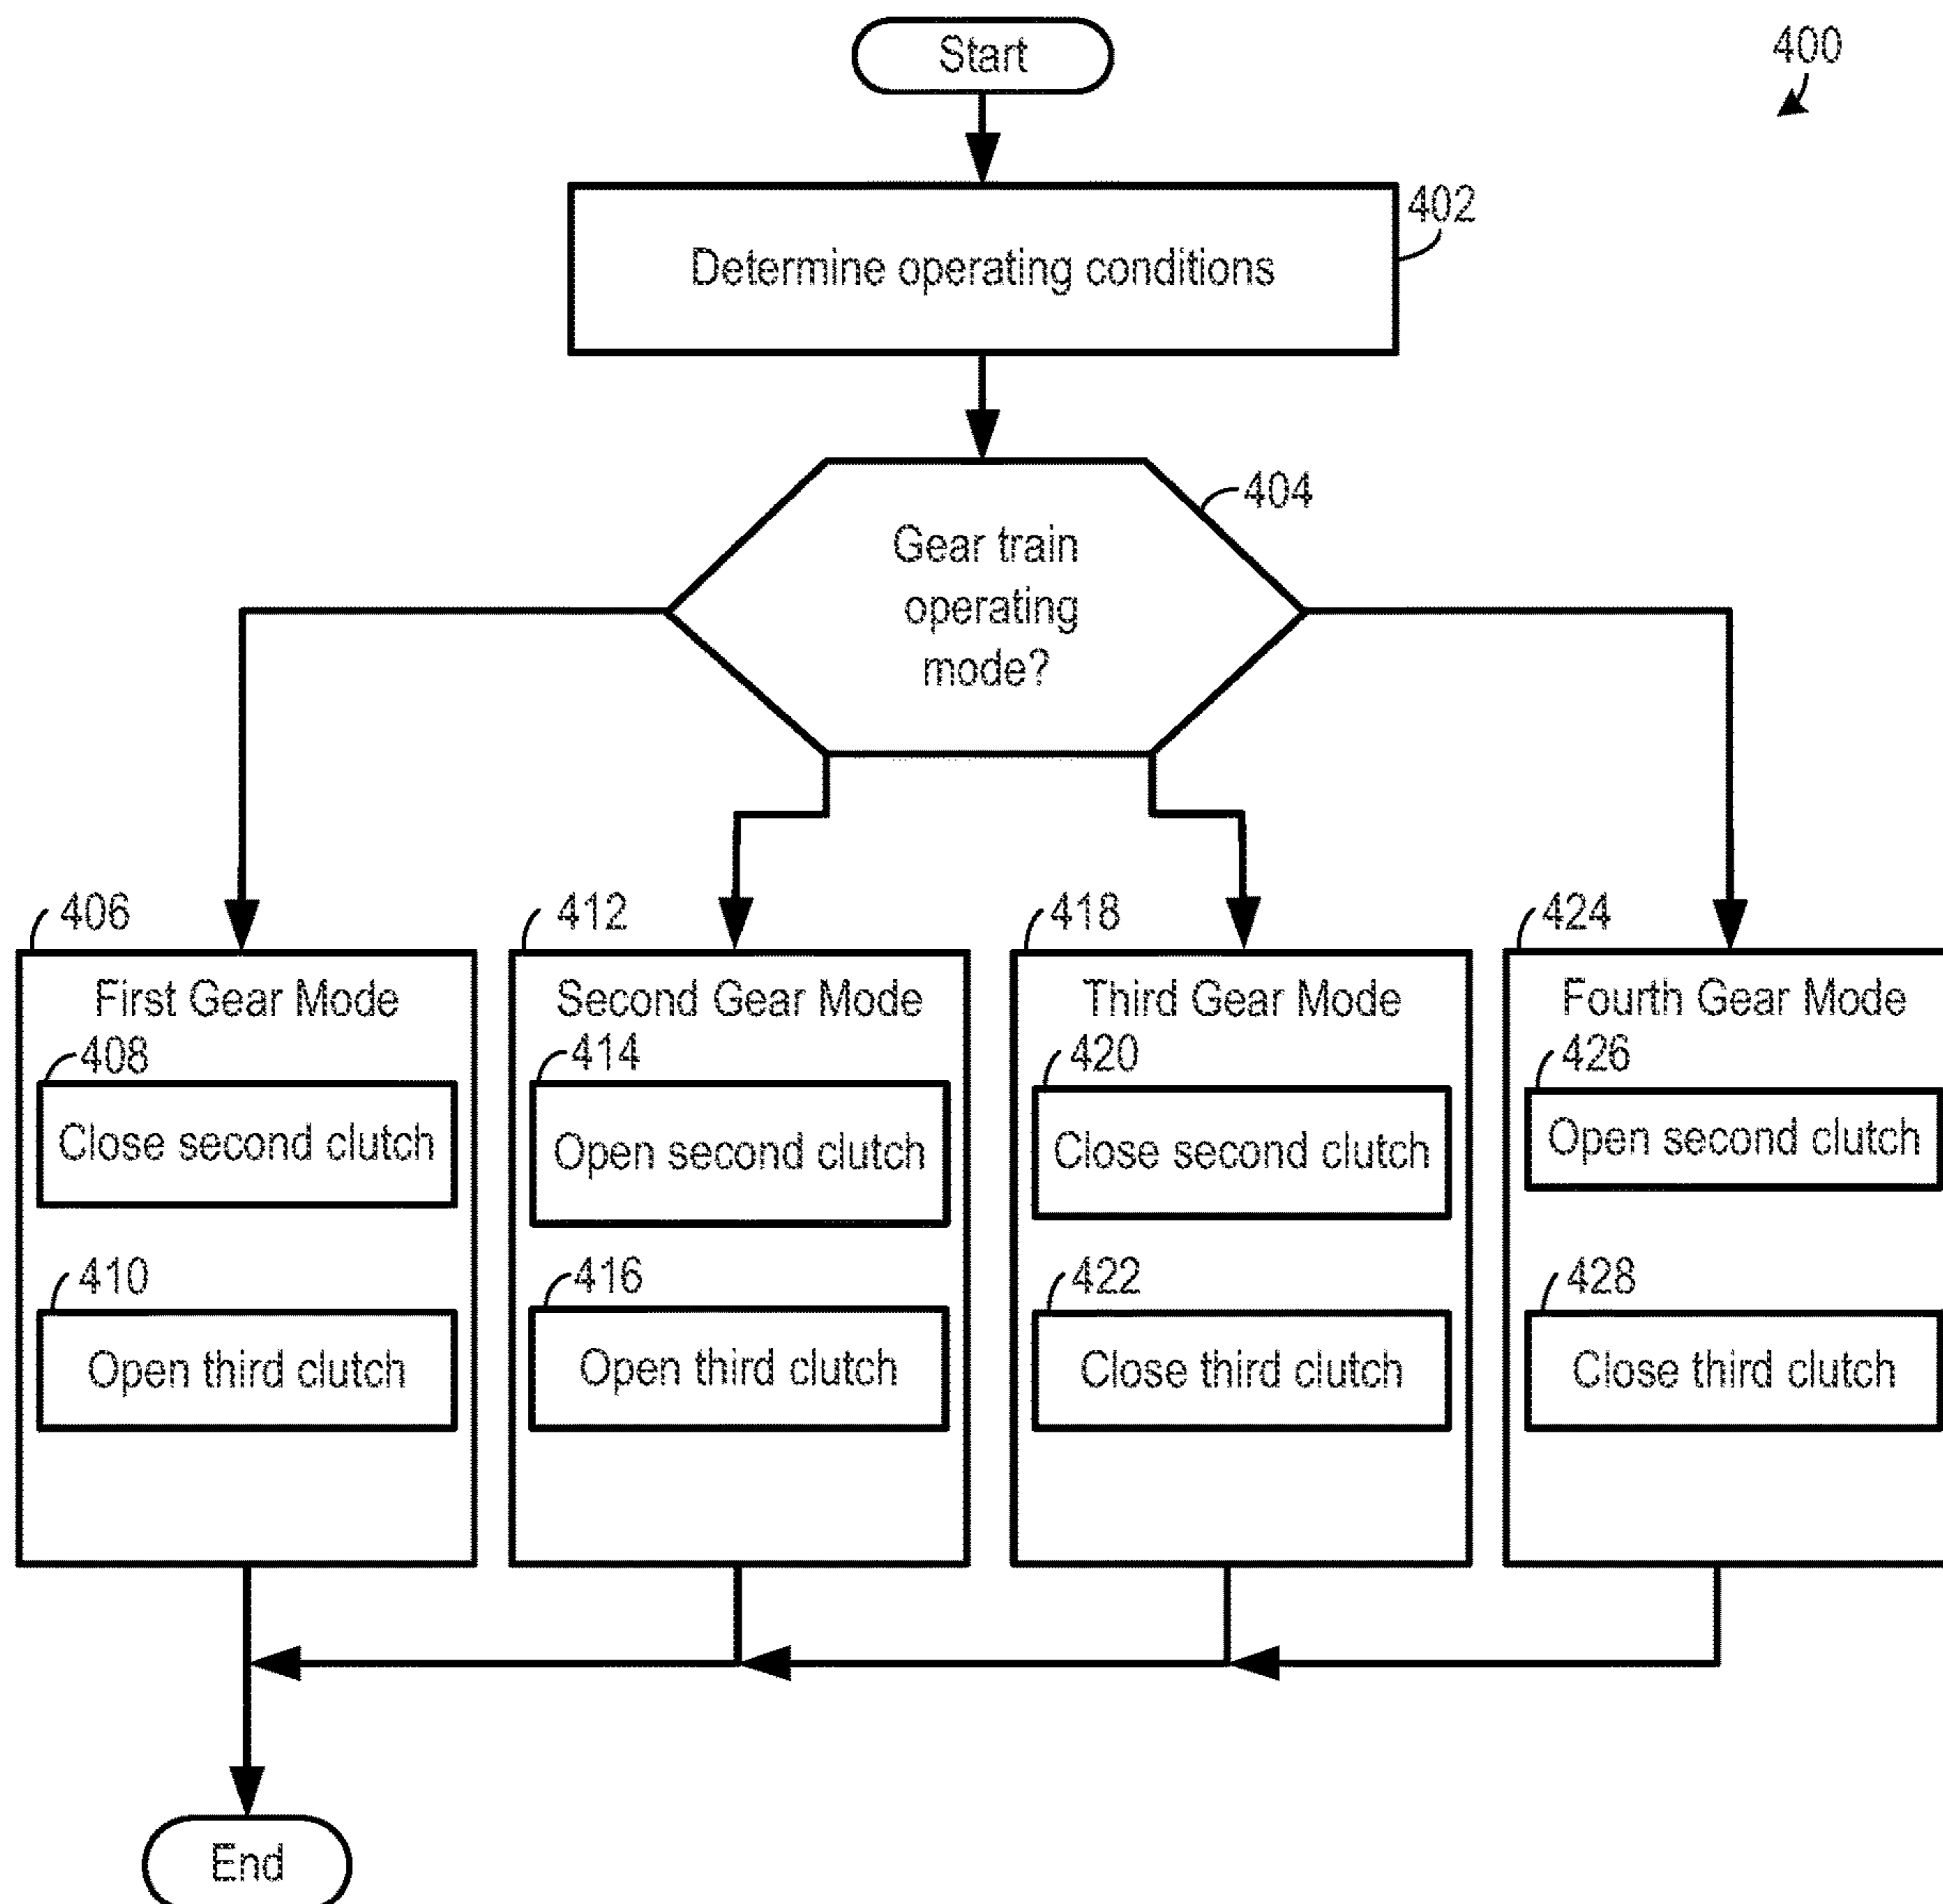 Start
400
402
Determine operating conditions
404
Gear train
operating
mode?
406
First Gear Mode
408
Close second clutch
410
Open third clutch
412
Second Gear Mode
414
Open second clutch
416
Open third clutch
418
Third Gear Mode
420
Close second clutch
422
Close third clutch
424
Fourth Gear Mode
426
Open second clutch
428
Close third clutch
End